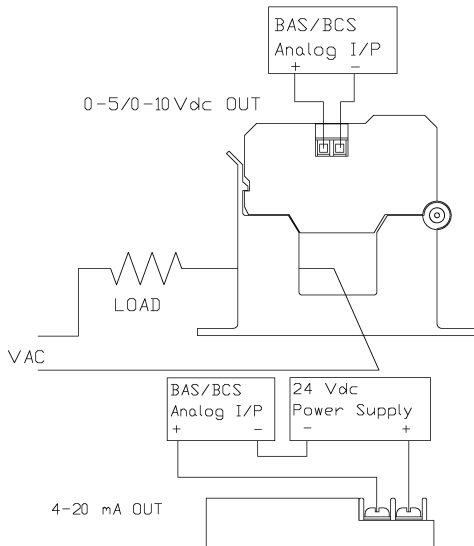 BAS/BCS
Analog I/P
+ -
0-5/0-10Vdc OUT
LOAD
VAC
BAS/BCS
Analog I/P
+ -
24 Vdc
Power Supply
- +
4-20 mA OUT